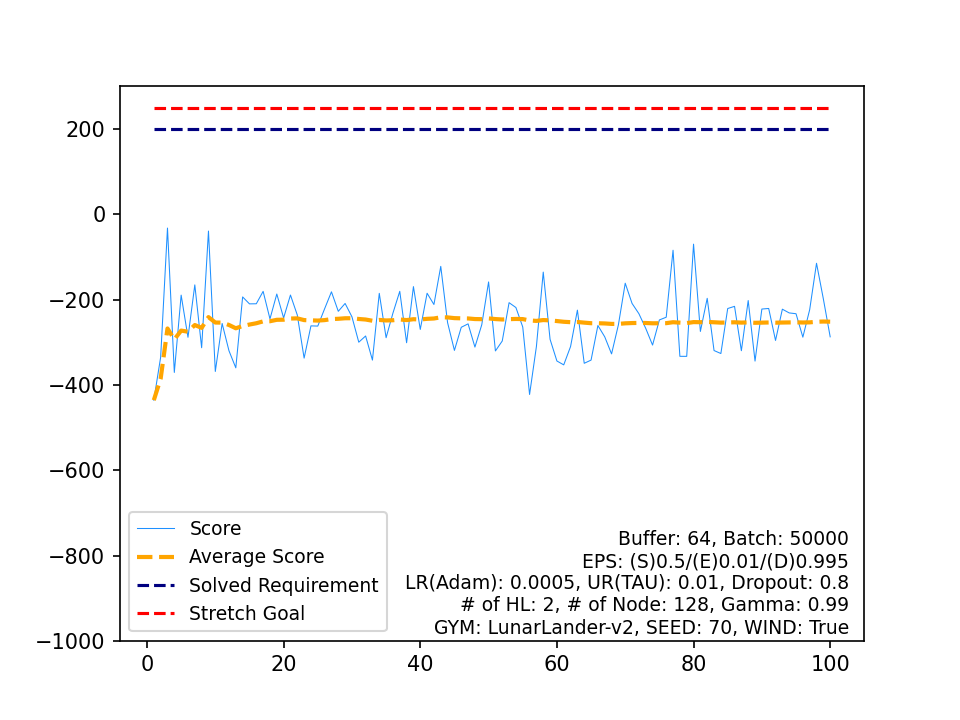 200
0
−200
−400
−600
−800
−1000
0 20 40 60 80 100
Score
Average Score
Solved Requirement
Stretch Goal
Buffer: 64, Batch: 50000
EPS: (S)0.5/(E)0.01/(D)0.995
LR(Adam): 0.0005, UR(TAU): 0.01, Dropout: 0.8
# of HL: 2, # of Node: 128, Gamma: 0.99
GYM: LunarLander-v2, SEED: 70, WIND: True